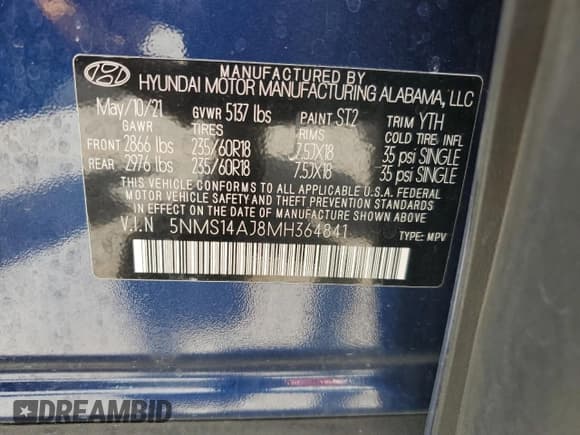 MANUFACTURED BY
HYUNDAI MOTOR MANUFACTURING ALABAMA, LLC
May/10/21 GVWR 5137 lbs PAINT ST2 TRIM YTH
GAWR TIRES RIMS COLD TIRE INFL
FRONT 2866 lbs 235/60R18 7.5JX18 35 psi SINGLE
REAR 2976 lbs 235/60R18 7.5JX18 35 psi SINGLE
THIS VEHICLE CONFORMS TO ALL APPLICABLE U.S.A. FEDERAL
MOTOR VEHICLE SAFETY AND THEFT PREVENTION STANDARDS
IN EFFECT ON THE DATE OF MANUFACTURE SHOWN ABOVE.
V.I.N 5NMS14AJ8MH364841 TYPE: MPV
DREAMBID